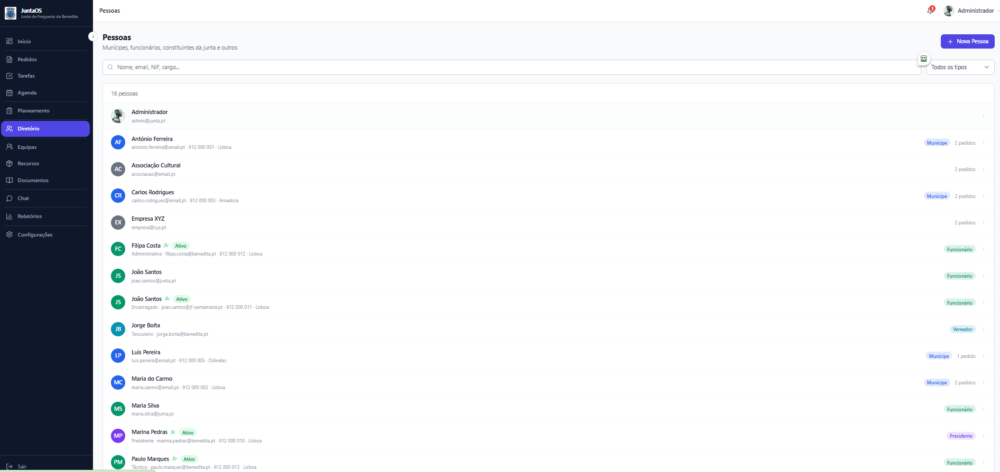 JuntaOS
Junta de Freguesia da Benedita
Pessoas
1
Administrador
Início
Pedidos
Tarefas
Agenda
Planeamento
Diretório
Equipas
Recursos
Documentos
Chat
Relatórios
Configurações
Sair
Pessoas
Munícipes, funcionários, constituintes da junta e outros
+ Nova Pessoa
Nome, email, NIF, cargo...
Todos os tipos
16 pessoas
Administrador
admin@junta.pt
AF
António Ferreira
antonio.ferreira@email.pt · 912 000 001 · Lisboa
Munícipe 2 pedidos
AC
Associação Cultural
associacao@email.pt
2 pedidos
CR
Carlos Rodrigues
carlos.rodrigues@email.pt · 912 000 003 · Amadora
Munícipe 2 pedidos
EX
Empresa XYZ
empresa@xyz.pt
2 pedidos
FC
Filipa Costa Ativo
Administrativa · filipa.costa@benedita.pt · 912 000 012 · Lisboa
Funcionário
JS
João Santos
joao.santos@junta.pt
Funcionário
JS
João Santos Ativo
Encarregado · joao.santos@jf-santamaria.pt · 912 000 011 · Lisboa
Funcionário
JB
Jorge Boita
Tesoureiro · jorge.boita@benedita.pt
Vereador
LP
Luís Pereira
luis.pereira@email.pt · 912 000 005 · Odivelas
Munícipe 1 pedido
MC
Maria do Carmo
maria.carmo@email.pt · 912 000 002 · Lisboa
Munícipe 2 pedidos
MS
Maria Silva
maria.silva@junta.pt
Funcionário
MP
Marina Pedras Ativo
Presidente · marina.pedras@benedita.pt · 912 000 010 · Lisboa
Presidente
PM
Paulo Marques Ativo
Técnico · paulo.marques@benedita.pt · 912 000 013 · Lisboa
Funcionário